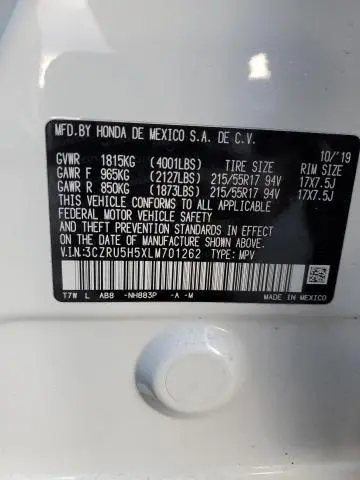 MFD.BY HONDA DE MEXICO S.A. DE C.V. 10/'19
GVWR 1815KG (4001LBS) TIRE SIZE RIM SIZE
GAWR F 965KG (2127LBS) 215/55R17 94V 17X7.5J
GAWR R 850KG (1873LBS) 215/55R17 94V 17X7.5J
THIS VEHICLE CONFORMS TO ALL APPLICABLE
FEDERAL MOTOR VEHICLE SAFETY, BUMPER,
AND THEFT PREVENTION STANDARDS IN EFFECT
ON THE DATE OF MANUFACTURE SHOWN ABOVE.
V.I.N:3CZRU5H5XLM701262 TYPE: MPV
T7W L AB8 -NH883P -A -M
MADE IN MEXICO